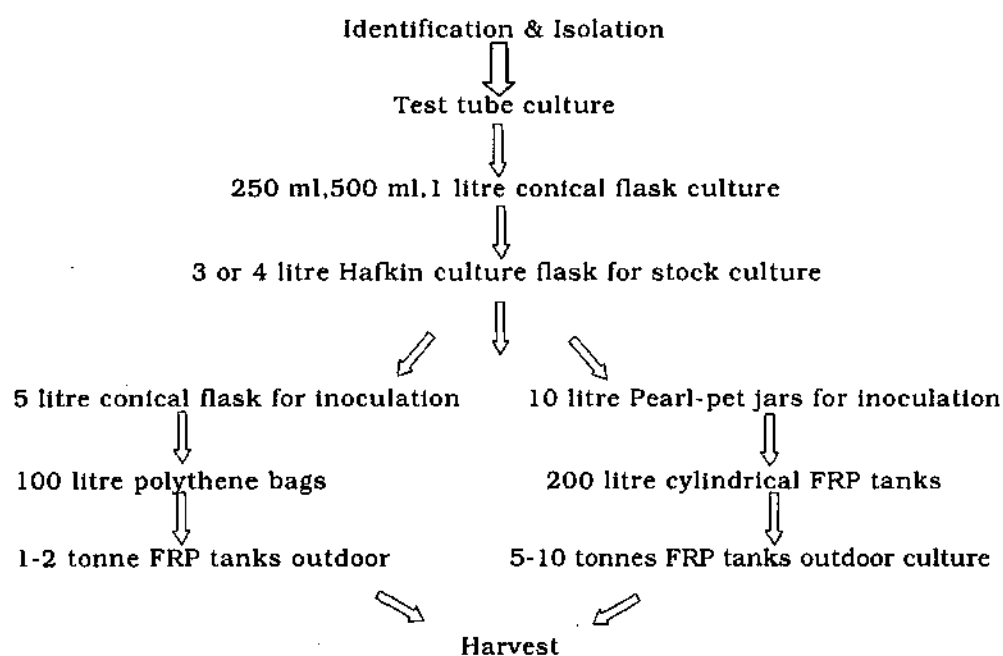 Identification & Isolation
Test tube culture
250 ml,500 ml,1 litre conical flask culture
3 or 4 litre Hafkin culture flask for stock culture
5 litre conical flask for inoculation
10 litre Pearl-pet jars for inoculation
100 litre polythene bags
200 litre cylindrical FRP tanks
1-2 tonne FRP tanks outdoor
5-10 tonnes FRP tanks outdoor culture
Harvest